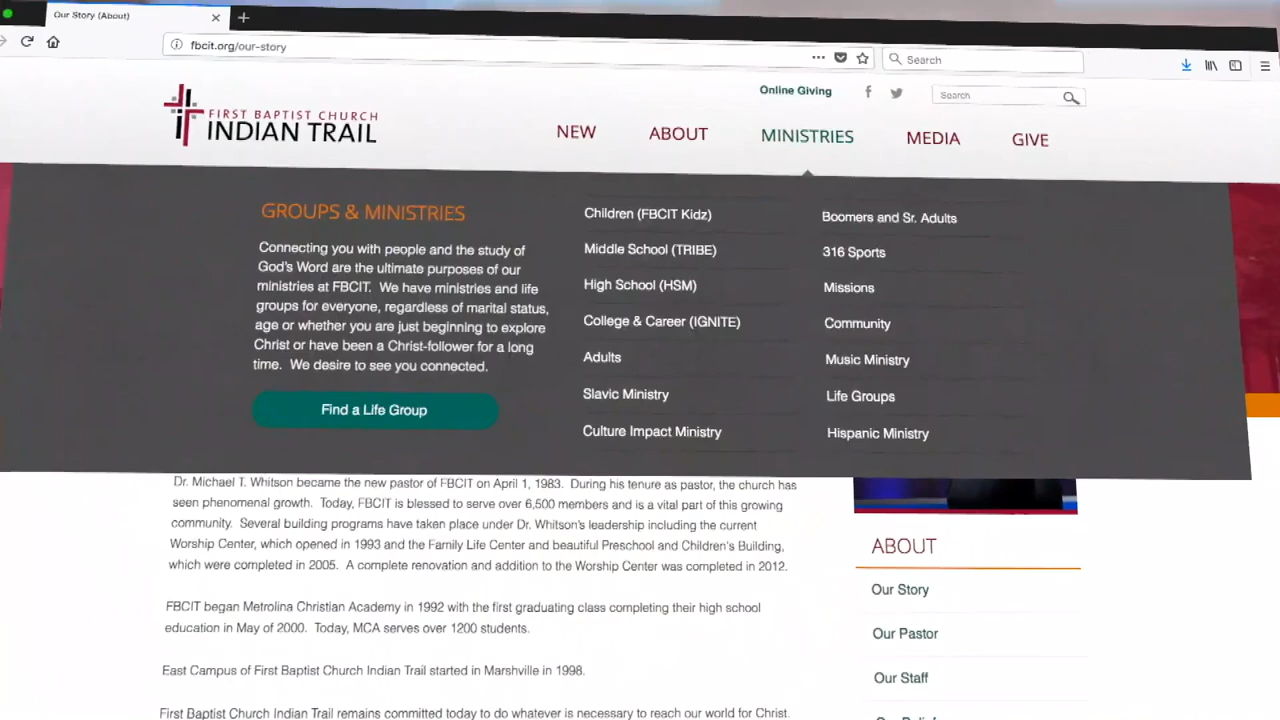 Our Story (About)
fbcit.org/our-story
Search
Online Giving
Search
FIRST BAPTIST CHURCH
INDIAN TRAIL
NEW ABOUT MINISTRIES MEDIA GIVE
GROUPS & MINISTRIES
Connecting you with people and the study of
God's Word are the ultimate purposes of our
ministries at FBCIT. We have ministries and life
groups for everyone, regardless of marital status,
age or whether you are just beginning to explore
Christ or have been a Christ-follower for a long
time. We desire to see you connected.
Find a Life Group
Children (FBCIT Kidz)
Middle School (TRIBE)
High School (HSM)
College & Career (IGNITE)
Adults
Slavic Ministry
Culture Impact Ministry
Boomers and Sr. Adults
316 Sports
Missions
Community
Music Ministry
Life Groups
Hispanic Ministry
Dr. Michael T. Whitson became the new pastor of FBCIT on April 1, 1983. During his tenure as pastor, the church has
seen phenomenal growth. Today, FBCIT is blessed to serve over 6,500 members and is a vital part of this growing
community. Several building programs have taken place under Dr. Whitson's leadership including the current
Worship Center, which opened in 1993 and the Family Life Center and beautiful Preschool and Children's Building,
which were completed in 2005. A complete renovation and addition to the Worship Center was completed in 2012.
FBCIT began Metrolina Christian Academy in 1992 with the first graduating class completing their high school
education in May of 2000. Today, MCA serves over 1200 students.
East Campus of First Baptist Church Indian Trail started in Marshville in 1998.
First Baptist Church Indian Trail remains committed today to do whatever is necessary to reach our world for Christ.
ABOUT
Our Story
Our Pastor
Our Staff